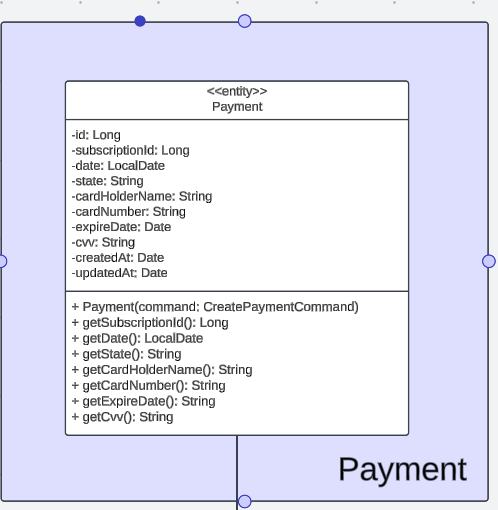 <<entity>>
Payment
-id: Long
-subscriptionId: Long
-date: LocalDate
-state: String
-cardHolderName: String
-cardNumber: String
-expireDate: Date
-cvv: String
-createdAt: Date
-updatedAt: Date
+ Payment(command: CreatePaymentCommand)
+ getSubscriptionId(): Long
+ getDate(): LocalDate
+ getState(): String
+ getCardHolderName(): String
+ getCardNumber(): String
+ getExpireDate(): String
+ getCvv(): String
Payment